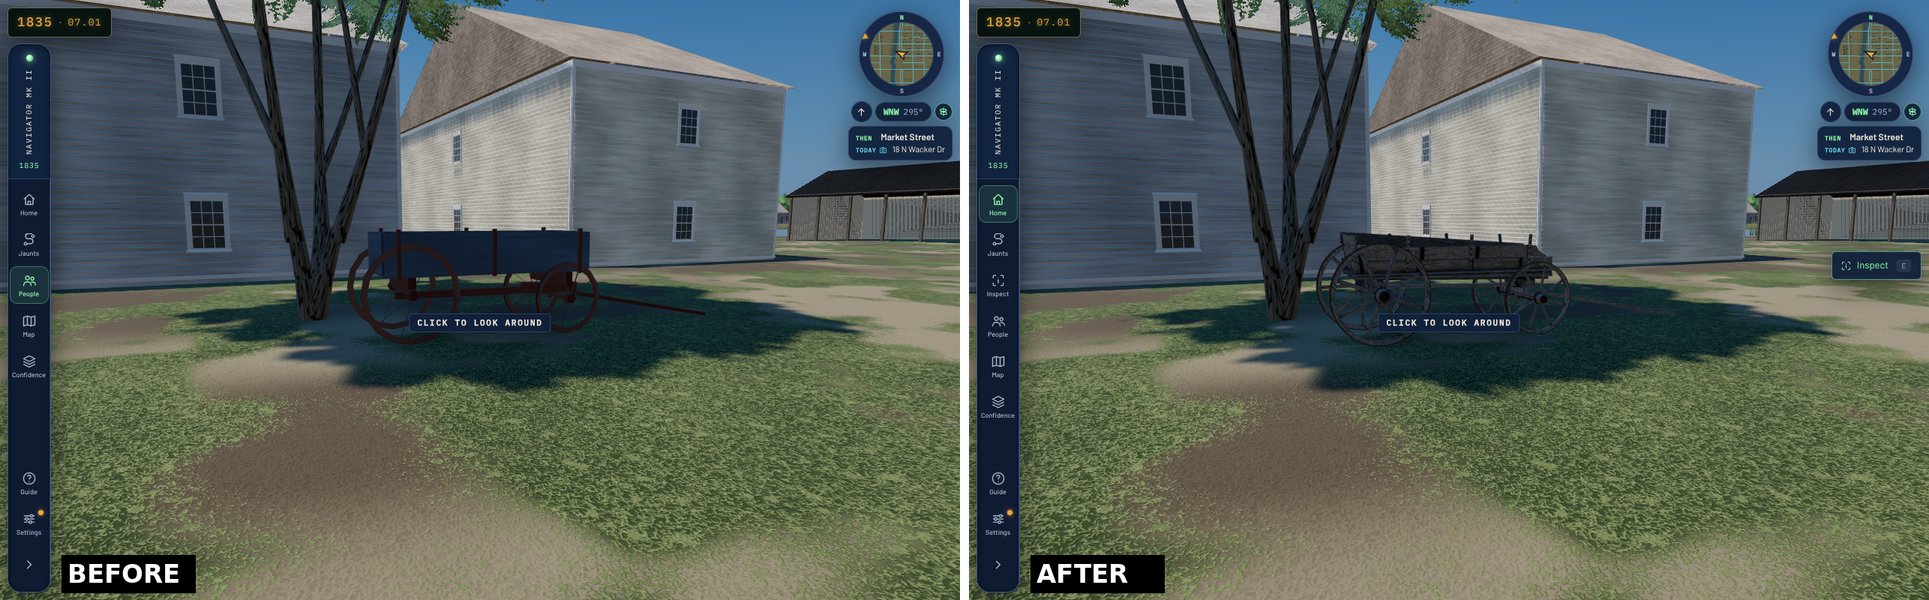 1835 · 07.01
NAVIGATOR MK II
1835
Home
Jaunts
People
Map
Confidence
Guide
Settings
N
W
E
S
WNW 295°
THEN Market Street
TODAY 18 N Wacker Dr
CLICK TO LOOK AROUND
BEFORE
1835 · 07.01
NAVIGATOR MK II
1835
Home
Jaunts
Inspect
People
Map
Confidence
Guide
Settings
N
W
E
S
WNW 295°
THEN Market Street
TODAY 18 N Wacker Dr
Inspect E
CLICK TO LOOK AROUND
AFTER